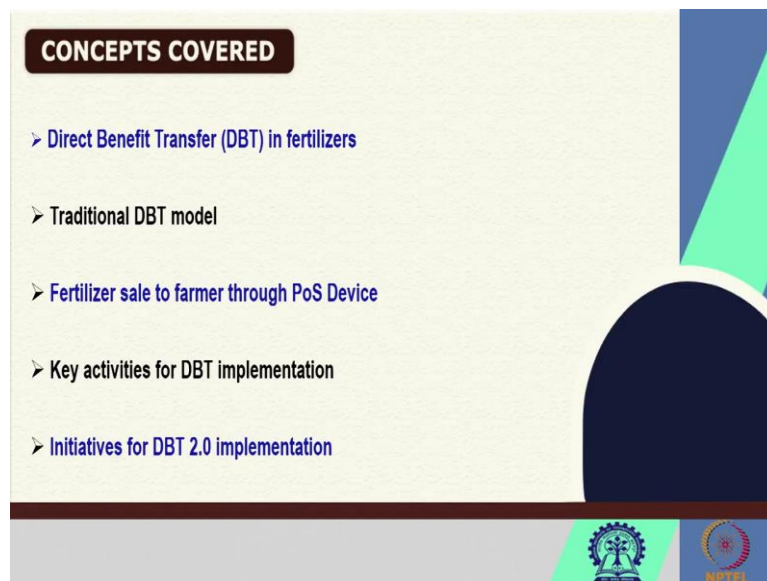 CONCEPTS COVERED
➢ Direct Benefit Transfer (DBT) in fertilizers
➢ Traditional DBT model
➢ Fertilizer sale to farmer through PoS Device
➢ Key activities for DBT implementation
➢ Initiatives for DBT 2.0 implementation
NPTEL